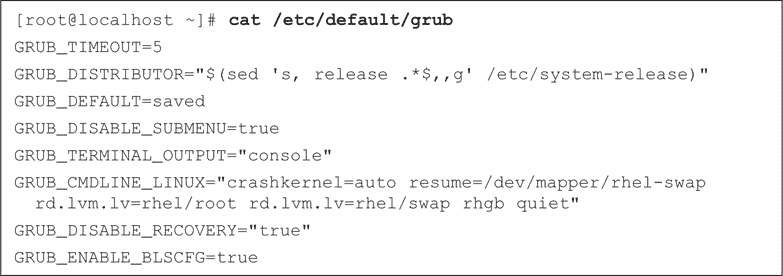 [root@localhost ~]# cat /etc/default/grub
GRUB_TIMEOUT=5
GRUB_DISTRIBUTOR="$(sed 's, release .*$,,g' /etc/system-release)"
GRUB_DEFAULT=saved
GRUB_DISABLE_SUBMENU=true
GRUB_TERMINAL_OUTPUT="console"
GRUB_CMDLINE_LINUX="crashkernel=auto resume=/dev/mapper/rhel-swap
rd.lvm.lv=rhel/root rd.lvm.lv=rhel/swap rhgb quiet"
GRUB_DISABLE_RECOVERY="true"
GRUB_ENABLE_BLSCFG=true